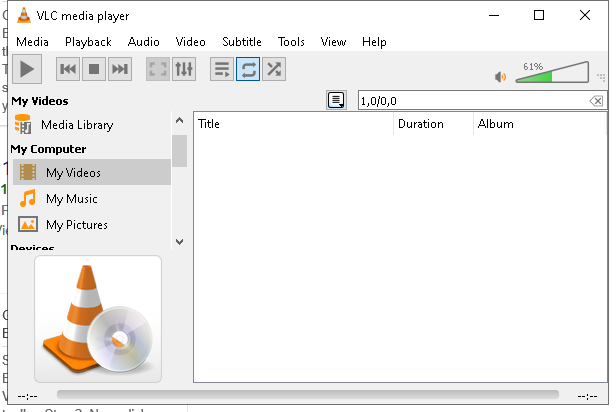 VLC media player
Media Playback Audio Video Subtitle Tools View Help
61%
My Videos
1,0/0,0
Media Library
Title Duration Album
My Computer
My Videos
My Music
My Pictures
Devices
--:-- --:--